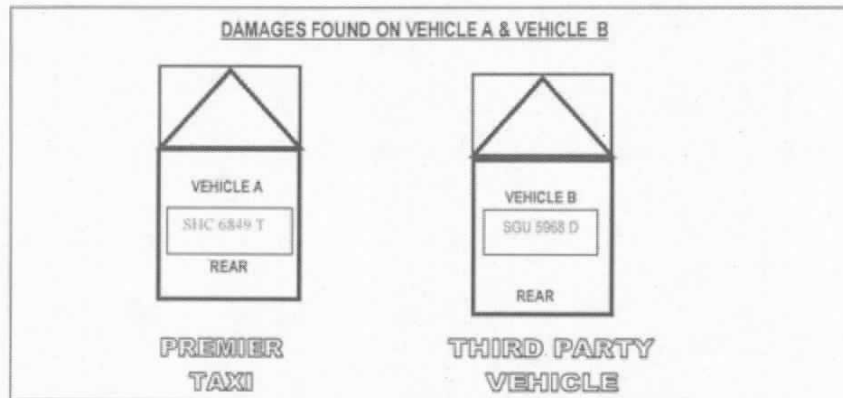 DAMAGES FOUND ON VEHICLE A & VEHICLE B
VEHICLE A
SHC 6849 T
REAR
PREMIER
TAXI
VEHICLE B
SGU 5968 D
REAR
THIRD PARTY
VEHICLE